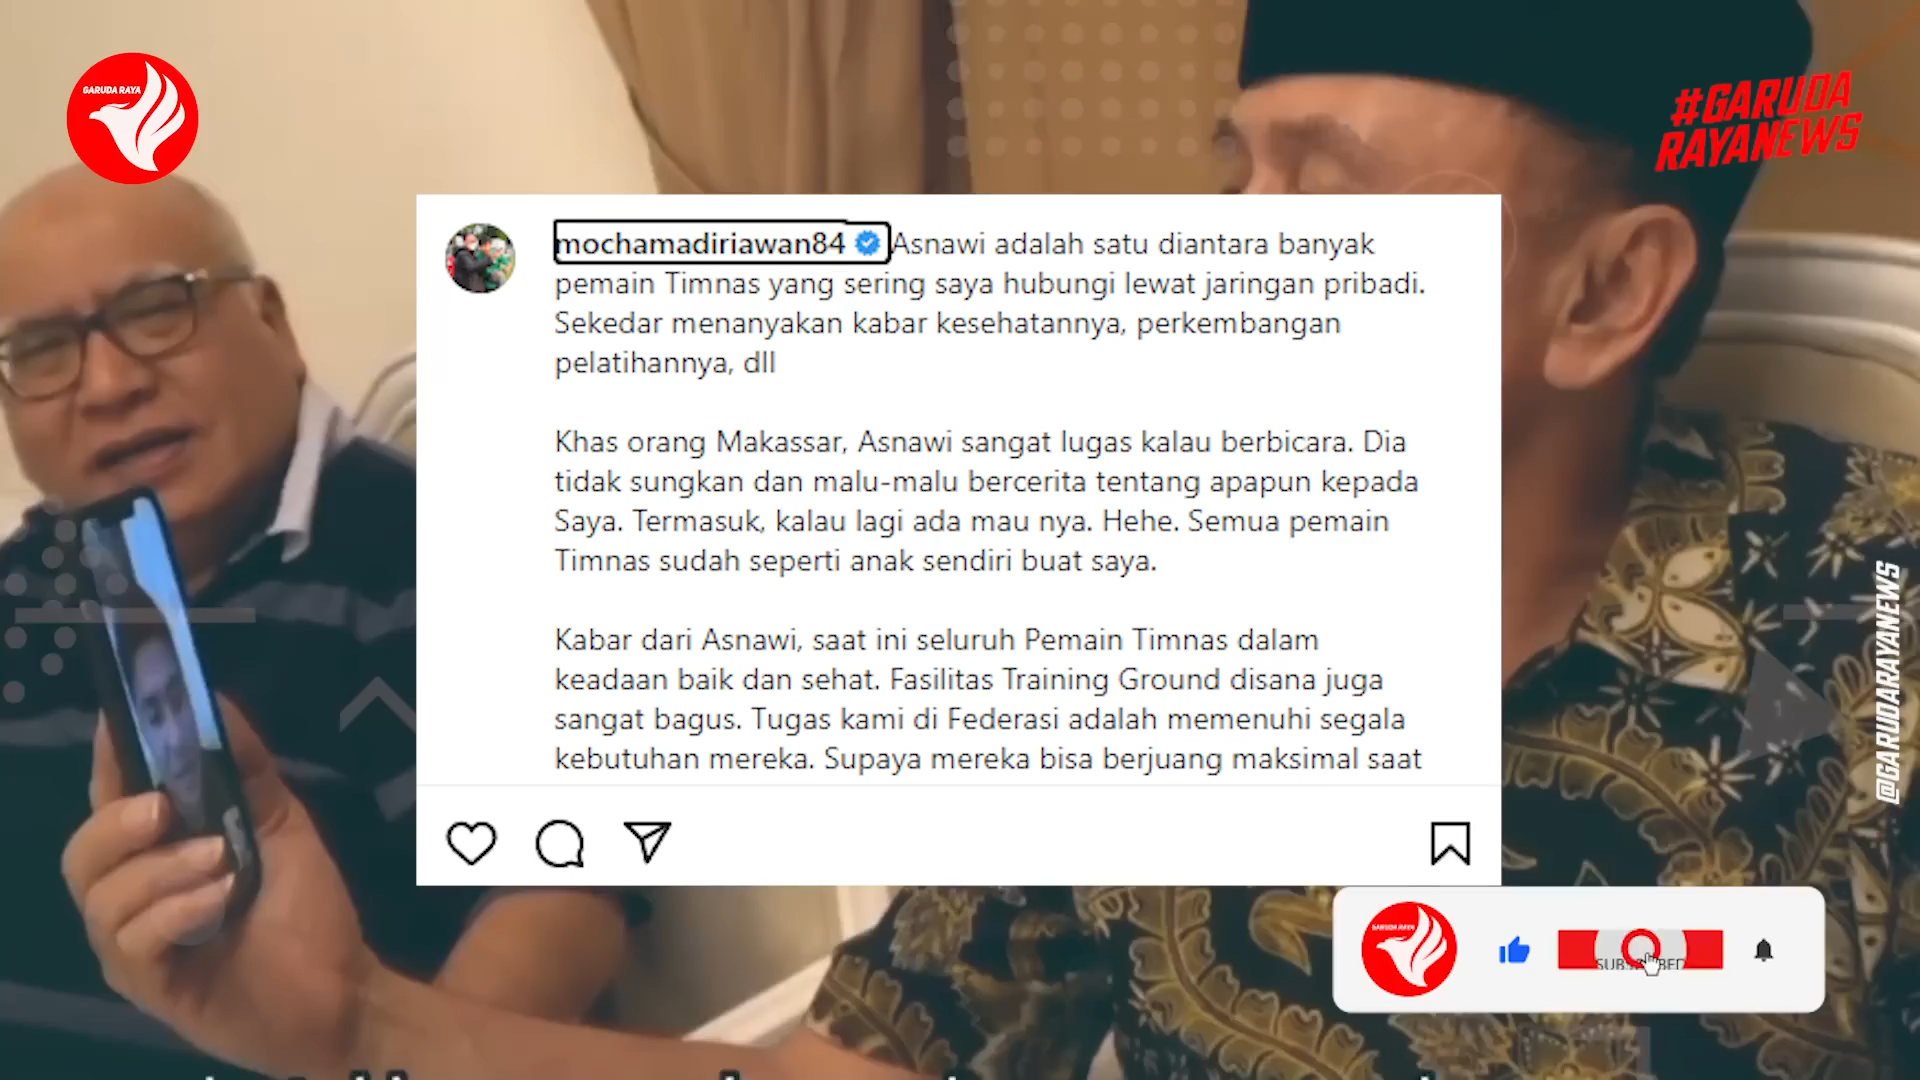 GARUDA RAYA
#GARUDA
RAYANEWS
mochamadiriawan84 Asnawi adalah satu diantara banyak
pemain Timnas yang sering saya hubungi lewat jaringan pribadi.
Sekedar menanyakan kabar kesehatannya, perkembangan
pelatihannya, dll
Khas orang Makassar, Asnawi sangat lugas kalau berbicara. Dia
tidak sungkan dan malu-malu bercerita tentang apapun kepada
Saya. Termasuk, kalau lagi ada mau nya. Hehe. Semua pemain
Timnas sudah seperti anak sendiri buat saya.
Kabar dari Asnawi, saat ini seluruh Pemain Timnas dalam
keadaan baik dan sehat. Fasilitas Training Ground disana juga
sangat bagus. Tugas kami di Federasi adalah memenuhi segala
kebutuhan mereka. Supaya mereka bisa berjuang maksimal saat
@GARUDARAYANEWS
GARUDA RAYA